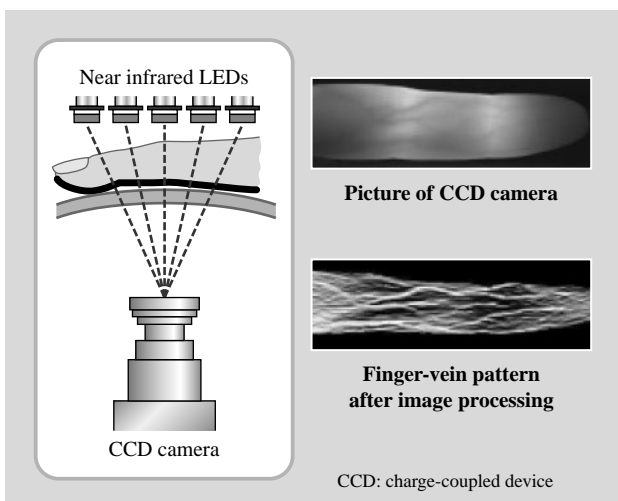 Near infrared LEDs
CCD camera
Picture of CCD camera
Finger-vein pattern
after image processing
CCD: charge-coupled device